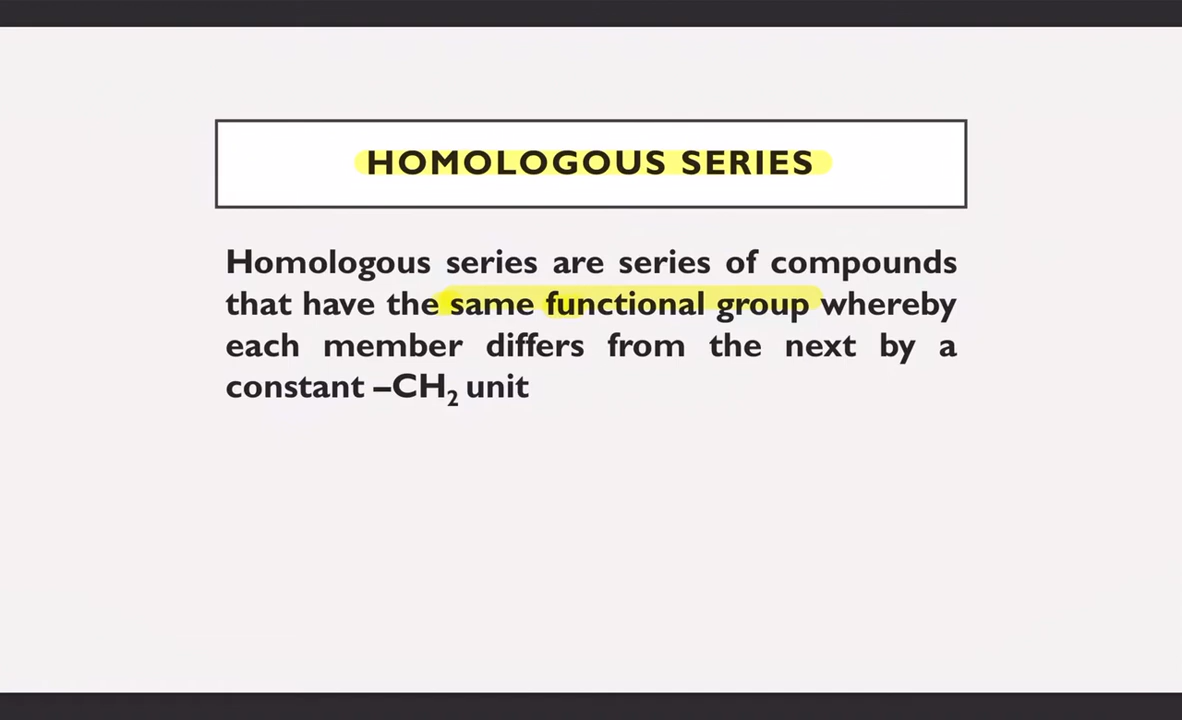 HOMOLOGOUS SERIES
Homologous series are series of compounds
that have the same functional group whereby
each member differs from the next by a
constant –CH₂ unit